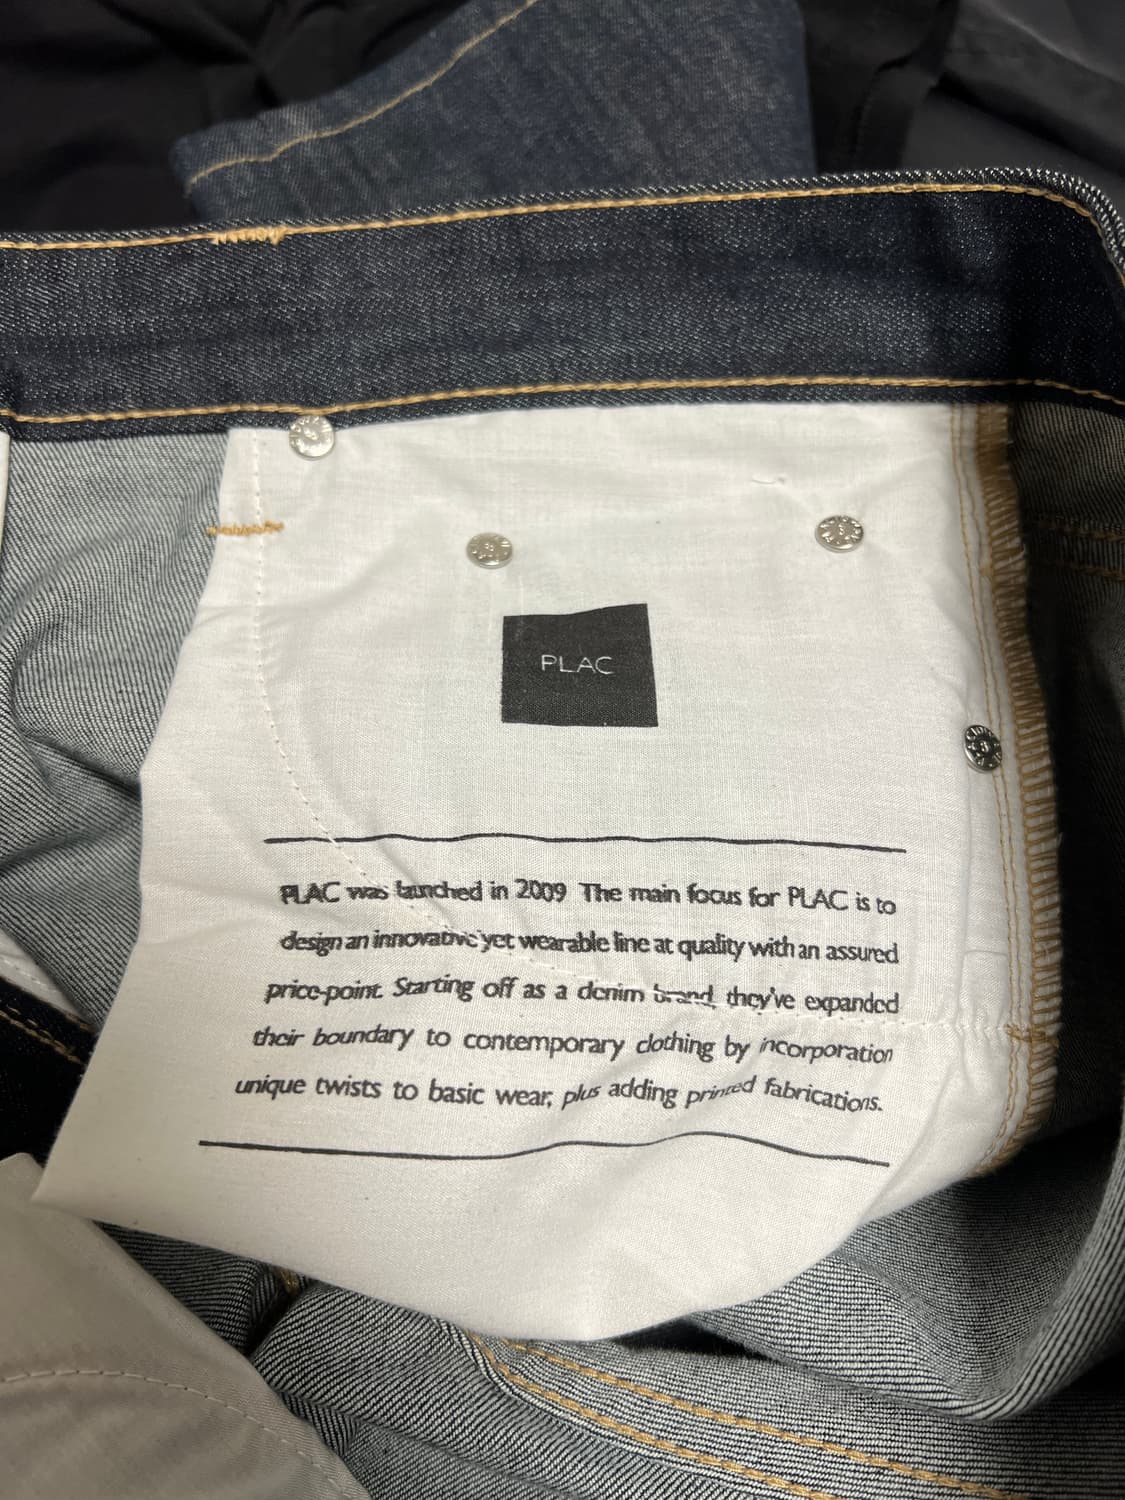 PLAC
PLAC was launched in 2009 The main focus for PLAC is to
design an innovative yet wearable line at quality with an assured
price-point. Starting off as a denim brand, they've expanded
their boundary to contemporary clothing by incorporation
unique twists to basic wear, plus adding printed fabrications.